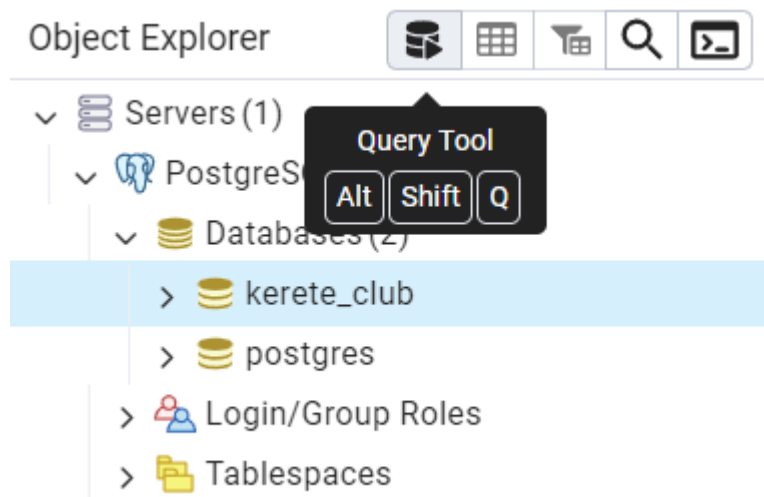 Object Explorer
Servers (1)
Query Tool
PostgreS
Alt Shift Q
Databases (2)
kerete_club
postgres
Login/Group Roles
Tablespaces